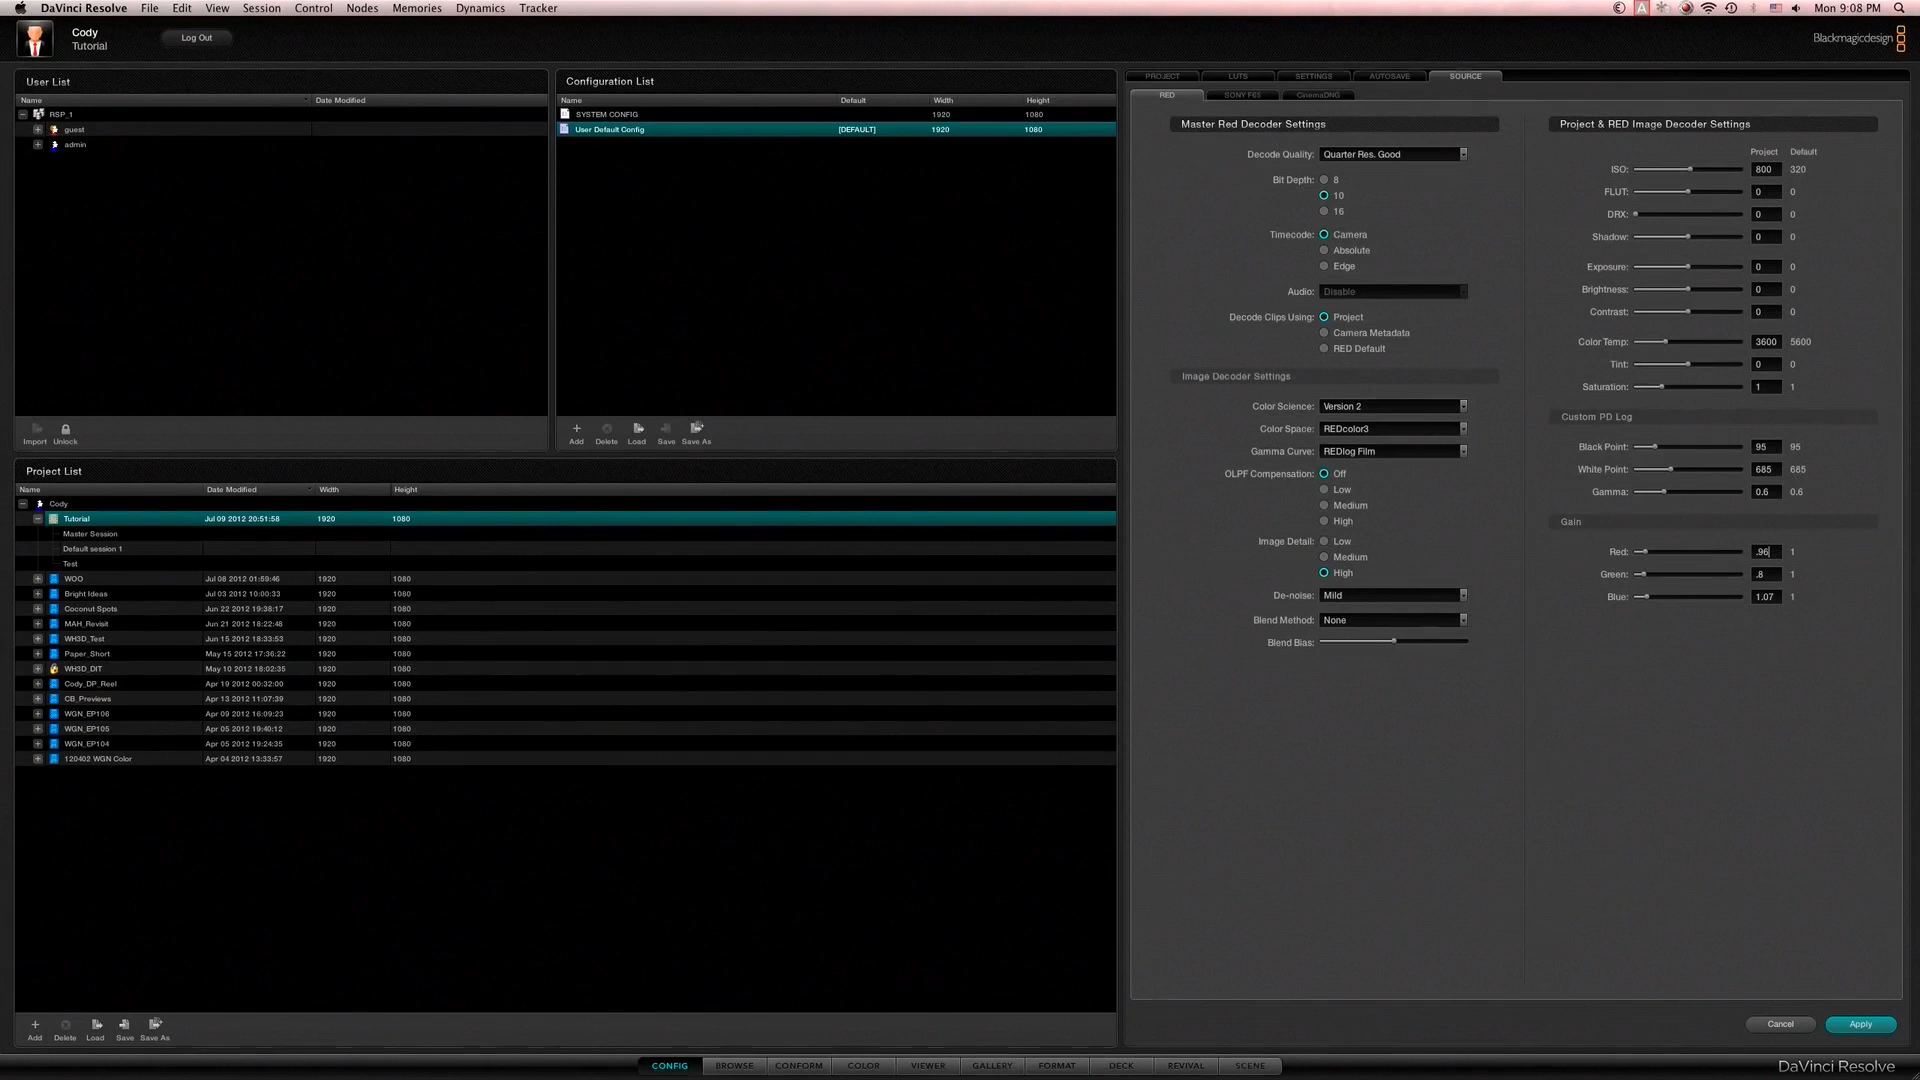 DaVinci Resolve File Edit View Session Control Nodes Memories Dynamics Tracker Mon 9:08 PM
Cody
Tutorial
Log Out
Blackmagicdesign
User List
Name Date Modified
RSP_1
guest
admin
Import Unlock
Configuration List
Name Default Width Height
SYSTEM CONFIG 1920 1080
User Default Config [DEFAULT] 1920 1080
Add Delete Load Save Save As
Project List
Name Date Modified Width Height
Cody
Tutorial Jul 09 2012 20:51:58 1920 1080
Master Session
Default session 1
Test
WOO Jul 08 2012 01:59:46 1920 1080
Bright Ideas Jul 03 2012 10:00:33 1920 1080
Coconut Spots Jun 22 2012 19:38:17 1920 1080
MAH_Revisit Jun 21 2012 18:22:48 1920 1080
WH3D_Test Jun 15 2012 18:33:53 1920 1080
Paper_Short May 15 2012 17:36:22 1920 1080
WH3D_DIT May 10 2012 18:02:35 1920 1080
Cody_DP_Reel Apr 19 2012 00:32:00 1920 1080
CB_Previews Apr 13 2012 11:07:39 1920 1080
WGN_EP106 Apr 09 2012 16:09:23 1920 1080
WGN_EP105 Apr 05 2012 19:40:12 1920 1080
WGN_EP104 Apr 05 2012 19:24:35 1920 1080
120402 WGN Color Apr 04 2012 13:33:57 1920 1080
Add Delete Load Save Save As
PROJECT LUTS SETTINGS AUTOSAVE SOURCE
RED SONY F65 CinemaDNG
Master Red Decoder Settings
Decode Quality: Quarter Res. Good
Bit Depth: 8
10
16
Timecode: Camera
Absolute
Edge
Audio: Disable
Decode Clips Using: Project
Camera Metadata
RED Default
Image Decoder Settings
Color Science: Version 2
Color Space: REDcolor3
Gamma Curve: REDlog Film
OLPF Compensation: Off
Low
Medium
High
Image Detail: Low
Medium
High
De-noise: Mild
Blend Method: None
Blend Bias:
Project & RED Image Decoder Settings
Project Default
ISO: 800 320
FLUT: 0 0
DRX: 0 0
Shadow: 0 0
Exposure: 0 0
Brightness: 0 0
Contrast: 0 0
Color Temp: 3600 5600
Tint: 0 0
Saturation: 1 1
Custom PD Log
Black Point: 95 95
White Point: 685 685
Gamma: 0.6 0.6
Gain
Red: .96 1
Green: .8 1
Blue: 1.07 1
Cancel Apply
CONFIG BROWSE CONFORM COLOR VIEWER GALLERY FORMAT DECK REVIVAL SCENE
DaVinci Resolve